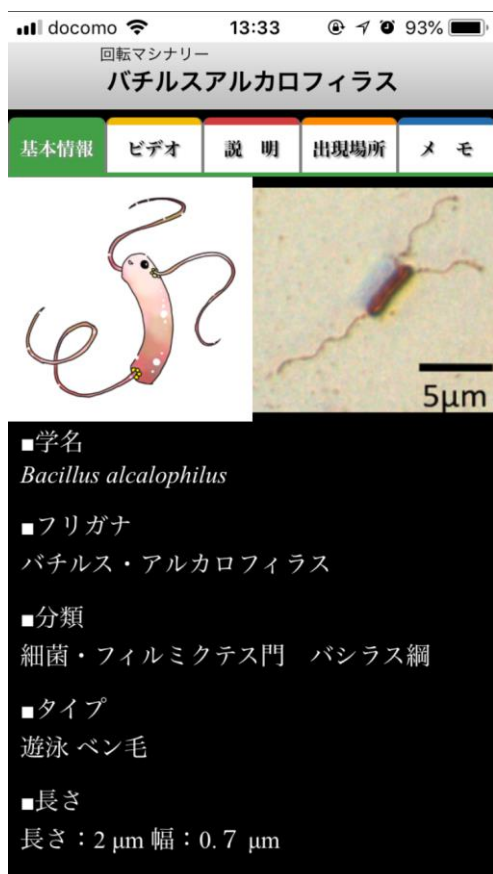 docomo 13:33 93%
回転マシナリー
バチルスアルカロフィラス
基本情報 ビデオ 説 明 出現場所 メ モ
5μm
■学名
Bacillus alcalophilus
■フリガナ
バチルス・アルカロフィラス
■分類
細菌・フィルミクテス門　バシラス綱
■タイプ
遊泳 ベン毛
■長さ
長さ：2 μm 幅：0.７ μm